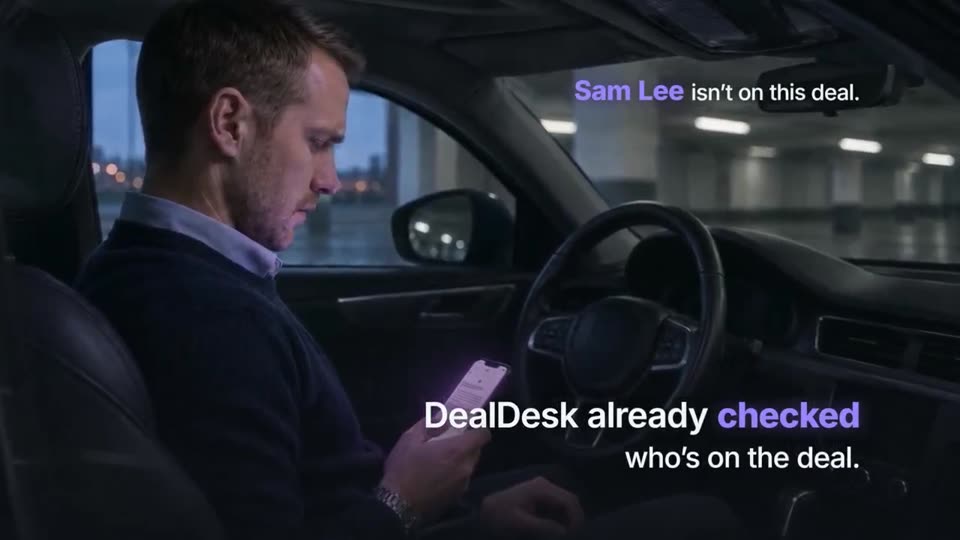 Sam Lee isn't on this deal.
DealDesk already checked
who's on the deal.